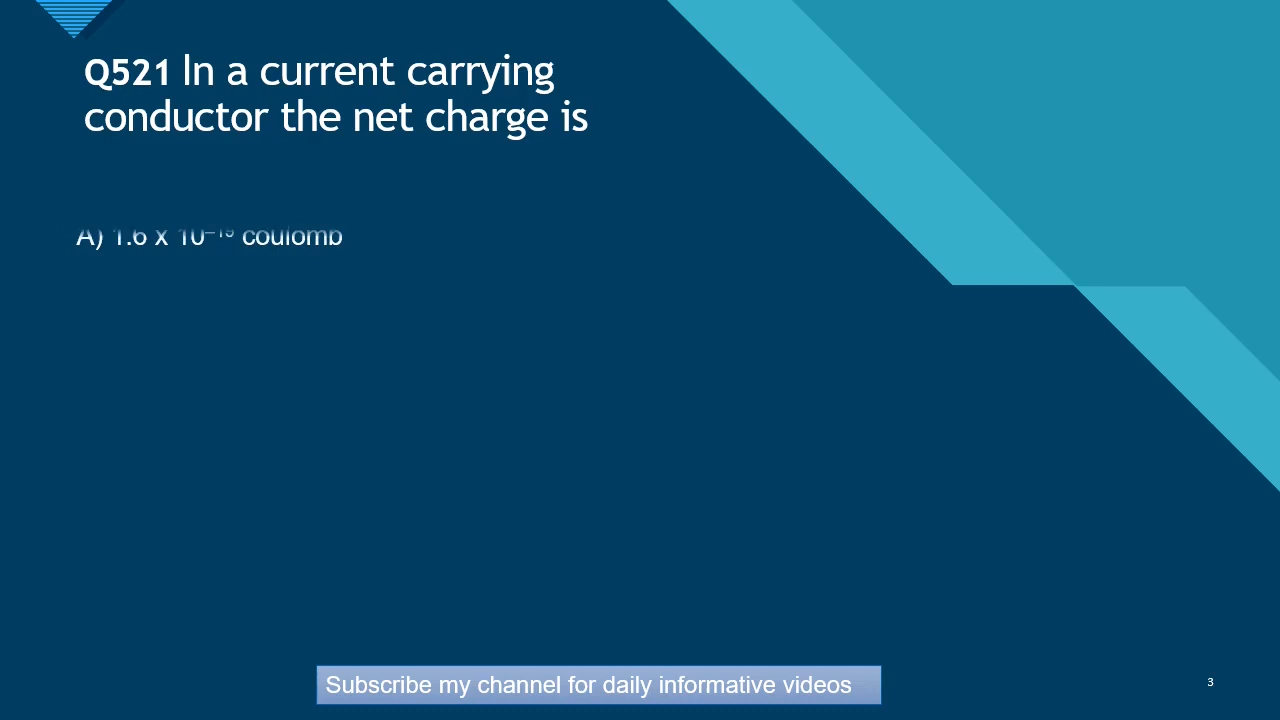 Q521 In a current carrying
conductor the net charge is
A) 1.6 x 10⁻¹⁹ coulomb
Subscribe my channel for daily informative videos
3